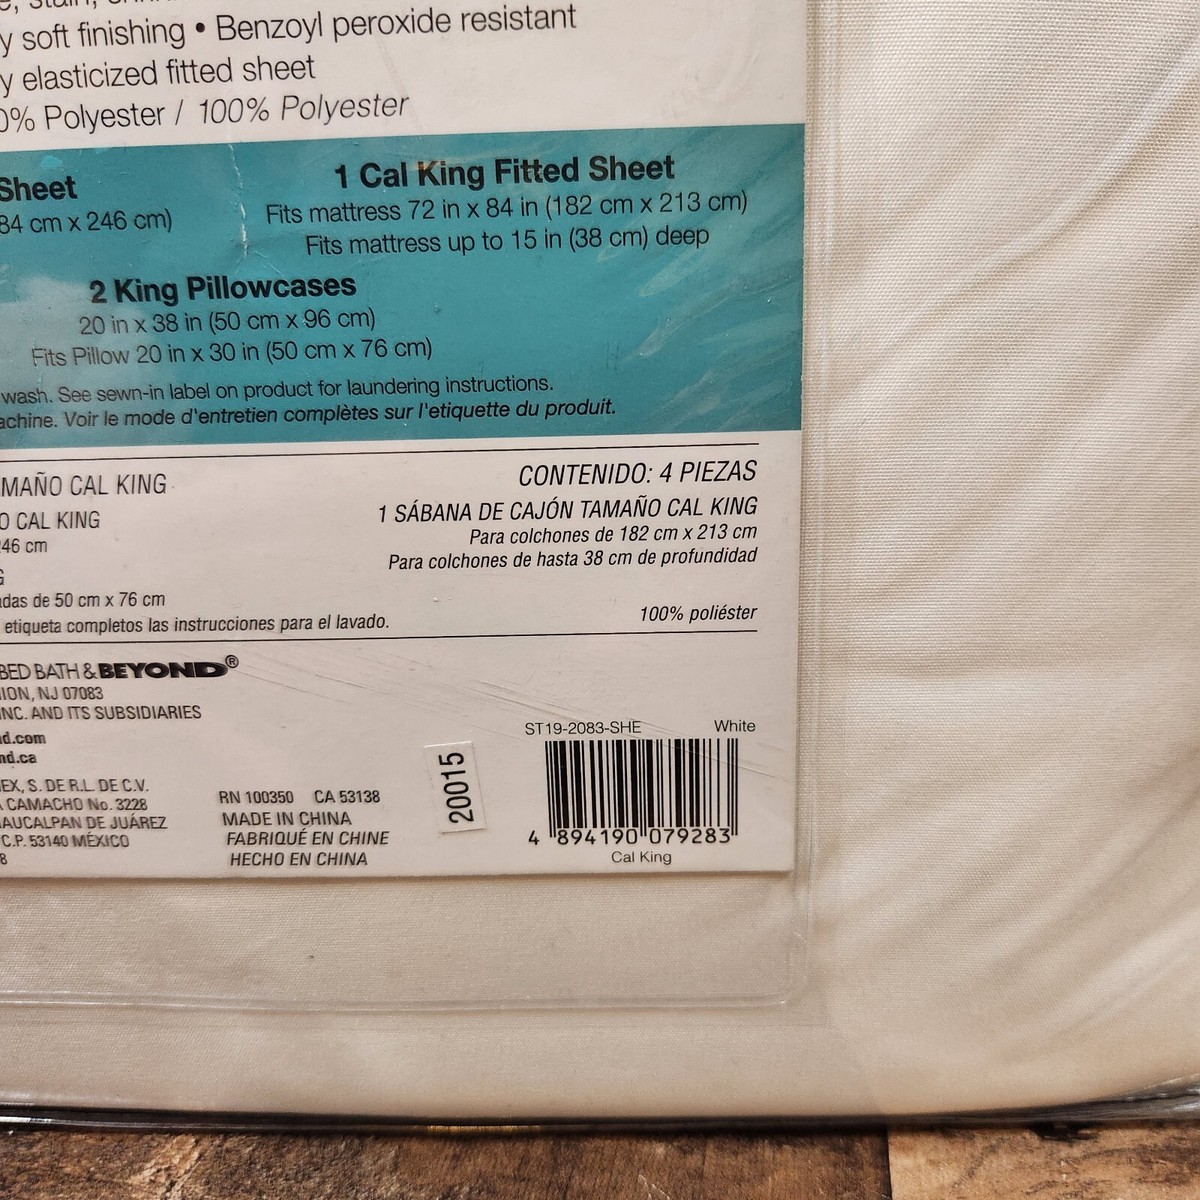 y soft finishing • Benzoyl peroxide resistant
y elasticized fitted sheet
0% Polyester / 100% Polyester
Sheet
84 cm x 246 cm)
1 Cal King Fitted Sheet
Fits mattress 72 in x 84 in (182 cm x 213 cm)
Fits mattress up to 15 in (38 cm) deep
2 King Pillowcases
20 in x 38 in (50 cm x 96 cm)
Fits Pillow 20 in x 30 in (50 cm x 76 cm)
wash. See sewn-in label on product for laundering instructions.
achine. Voir le mode d'entretien complètes sur l'etiquette du produit.
MAÑO CAL KING
O CAL KING
246 cm
G
adas de 50 cm x 76 cm
etiqueta completos las instrucciones para el lavado.
CONTENIDO: 4 PIEZAS
1 SÁBANA DE CAJÓN TAMAÑO CAL KING
Para colchones de 182 cm x 213 cm
Para colchones de hasta 38 cm de profundidad
100% poliéster
BED BATH & BEYOND®
ION, NJ 07083
INC. AND ITS SUBSIDIARIES
d.com
nd.ca
EX, S. DE R.L. DE C.V.
A CAMACHO No. 3228
AUCALPAN DE JUÁREZ
C.P. 53140 MÉXICO
8
RN 100350 CA 53138
MADE IN CHINA
FABRIQUÉ EN CHINE
HECHO EN CHINA
20015
ST19-2083-SHE White
4 894190 079283
Cal King